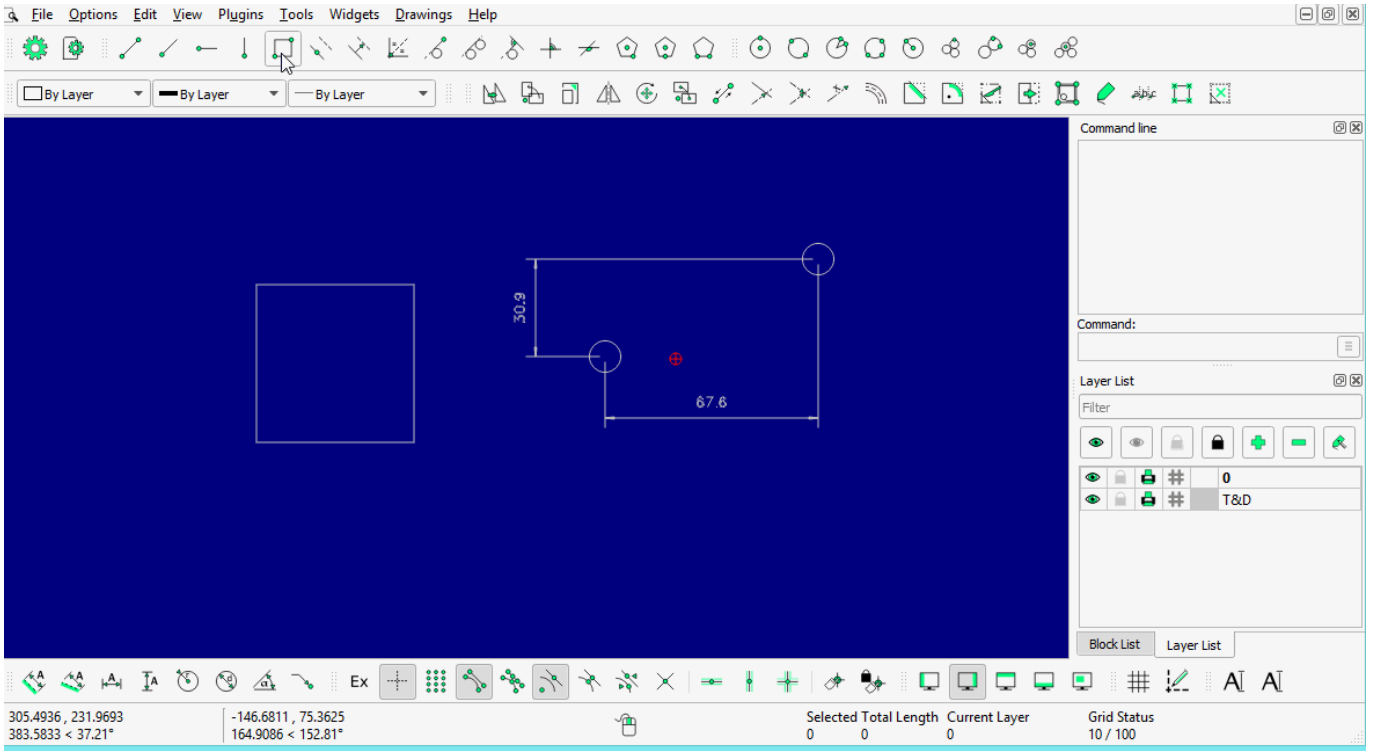 File Options Edit View Plugins Tools Widgets Drawings Help
By Layer By Layer By Layer
Command line
30.9
67.6
Command:
Layer List
Filter
0
T&D
Block List Layer List
Ex
305.4936 , 231.9693
383.5833 < 37.21°
-146.6811 , 75.3625
164.9086 < 152.81°
Selected Total Length Current Layer
0 0 0
Grid Status
10 / 100